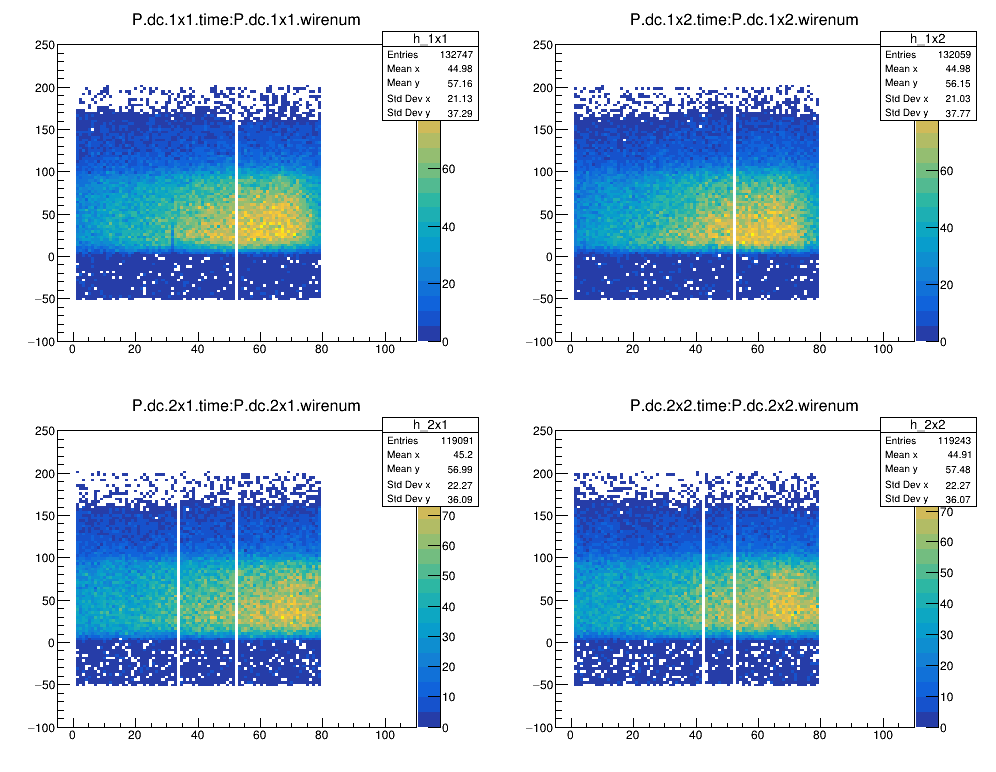 P.dc.1x1.time:P.dc.1x1.wirenum
h_1x1
Entries 132747
Mean x 44.98
Mean y 57.16
Std Dev x 21.13
Std Dev y 37.29
250
200
150
100
50
0
−50
−100
0 20 40 60 80 100
60
40
20
0
P.dc.1x2.time:P.dc.1x2.wirenum
h_1x2
Entries 132059
Mean x 44.98
Mean y 56.15
Std Dev x 21.03
Std Dev y 37.77
250
200
150
100
50
0
−50
−100
0 20 40 60 80 100
60
40
20
0
P.dc.2x1.time:P.dc.2x1.wirenum
h_2x1
Entries 119091
Mean x 45.2
Mean y 56.99
Std Dev x 22.27
Std Dev y 36.09
250
200
150
100
50
0
−50
−100
0 20 40 60 80 100
70
60
50
40
30
20
10
0
P.dc.2x2.time:P.dc.2x2.wirenum
h_2x2
Entries 119243
Mean x 44.91
Mean y 57.48
Std Dev x 22.27
Std Dev y 36.07
250
200
150
100
50
0
−50
−100
0 20 40 60 80 100
70
60
50
40
30
20
10
0